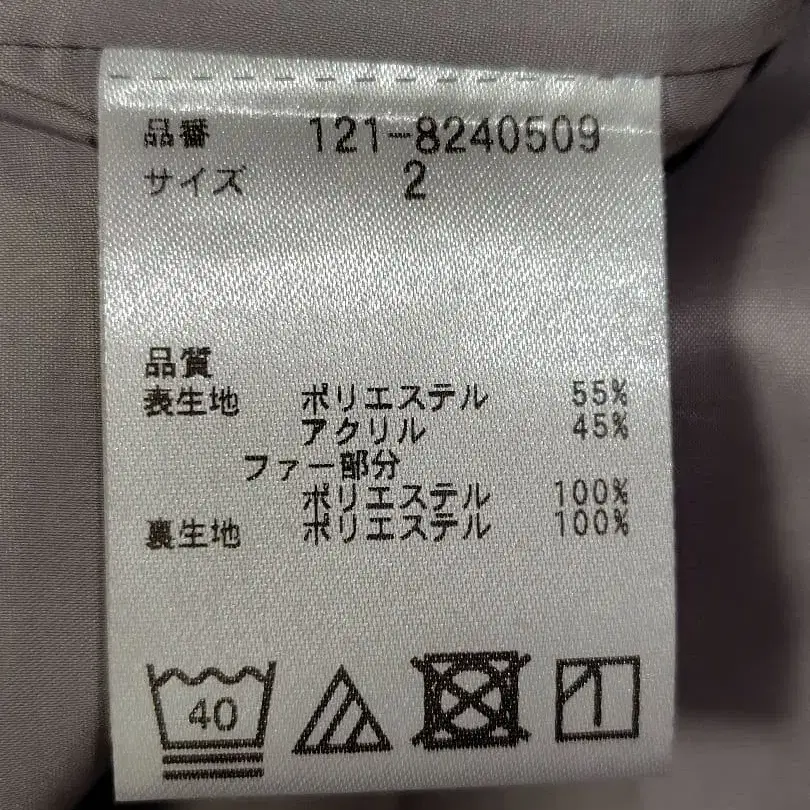 品番 121-8240509
サイズ 2
品質
表生地 ポリエステル 55%
アクリル 45%
ファー部分
ポリエステル 100%
裏生地 ポリエステル 100%
40